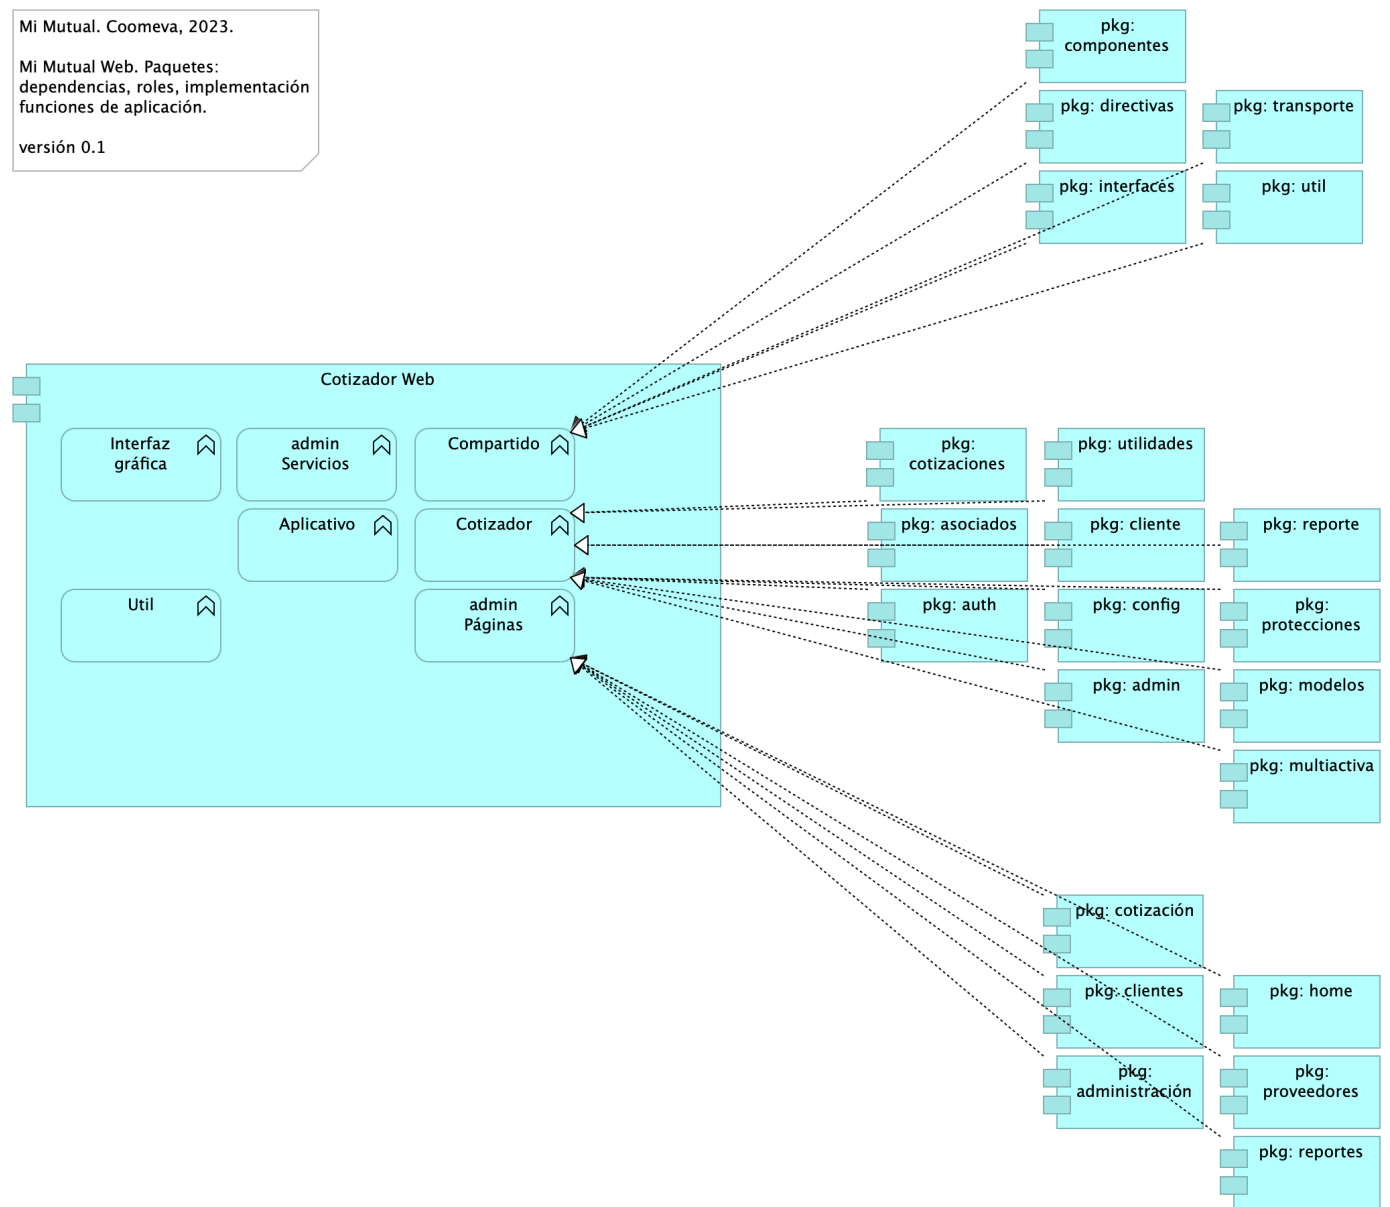 Mi Mutual. Coomeva, 2023.
Mi Mutual Web. Paquetes:
dependencias, roles, implementación
funciones de aplicación.
versión 0.1
pkg:
componentes
pkg: directivas
pkg: transporte
pkg: interfaces
pkg: util
Cotizador Web
Interfaz
gráfica
admin
Servicios
Compartido
Aplicativo
Cotizador
Util
admin
Páginas
pkg:
cotizaciones
pkg: utilidades
pkg: asociados
pkg: cliente
pkg: reporte
pkg: auth
pkg: config
pkg:
protecciones
pkg: admin
pkg: modelos
pkg: multiactiva
pkg: cotización
pkg: clientes
pkg: home
pkg:
administración
pkg:
proveedores
pkg: reportes